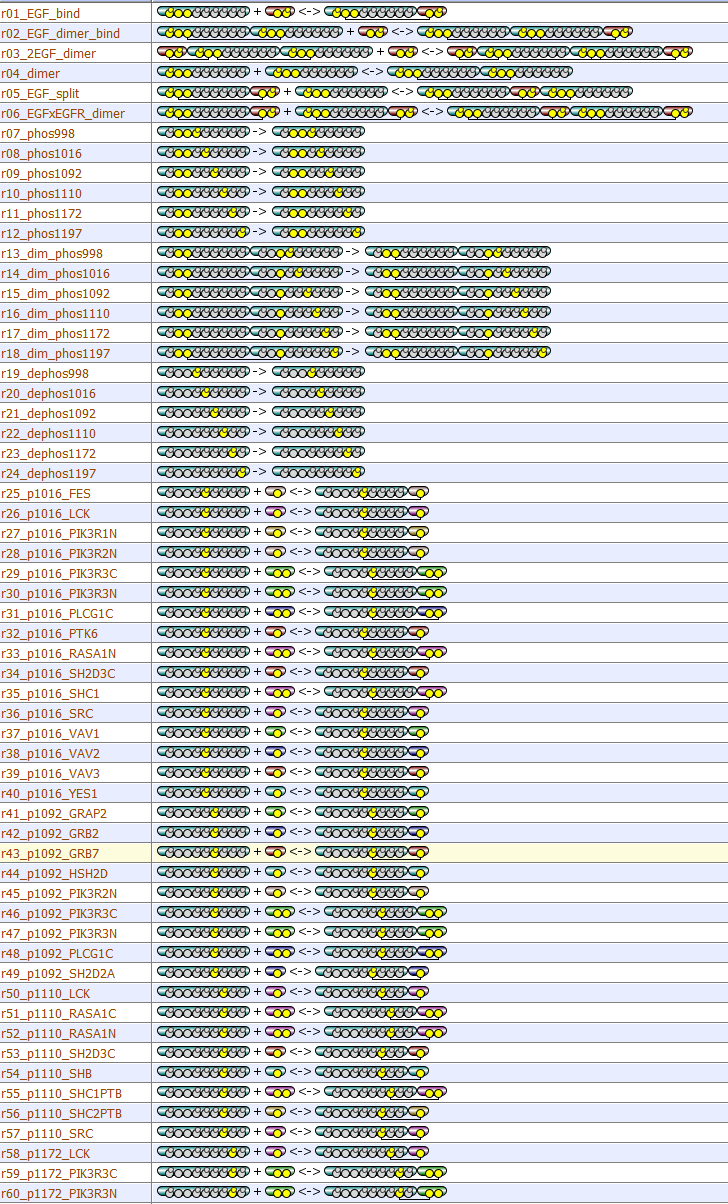 r01_EGF_bind + <->
r02_EGF_dimer_bind + <->
r03_2EGF_dimer + <->
r04_dimer + <->
r05_EGF_split + <->
r06_EGFxEGFR_dimer + <->
r07_phos998 ->
r08_phos1016 ->
r09_phos1092 ->
r10_phos1110 ->
r11_phos1172 ->
r12_phos1197 ->
r13_dim_phos998 ->
r14_dim_phos1016 ->
r15_dim_phos1092 ->
r16_dim_phos1110 ->
r17_dim_phos1172 ->
r18_dim_phos1197 ->
r19_dephos998 ->
r20_dephos1016 ->
r21_dephos1092 ->
r22_dephos1110 ->
r23_dephos1172 ->
r24_dephos1197 ->
r25_p1016_FES + <->
r26_p1016_LCK + <->
r27_p1016_PIK3R1N + <->
r28_p1016_PIK3R2N + <->
r29_p1016_PIK3R3C + <->
r30_p1016_PIK3R3N + <->
r31_p1016_PLCG1C + <->
r32_p1016_PTK6 + <->
r33_p1016_RASA1N + <->
r34_p1016_SH2D3C + <->
r35_p1016_SHC1 + <->
r36_p1016_SRC + <->
r37_p1016_VAV1 + <->
r38_p1016_VAV2 + <->
r39_p1016_VAV3 + <->
r40_p1016_YES1 + <->
r41_p1092_GRAP2 + <->
r42_p1092_GRB2 + <->
r43_p1092_GRB7 + <->
r44_p1092_HSH2D + <->
r45_p1092_PIK3R2N + <->
r46_p1092_PIK3R3C + <->
r47_p1092_PIK3R3N + <->
r48_p1092_PLCG1C + <->
r49_p1092_SH2D2A + <->
r50_p1110_LCK + <->
r51_p1110_RASA1C + <->
r52_p1110_RASA1N + <->
r53_p1110_SH2D3C + <->
r54_p1110_SHB + <->
r55_p1110_SHC1PTB + <->
r56_p1110_SHC2PTB + <->
r57_p1110_SRC + <->
r58_p1172_LCK + <->
r59_p1172_PIK3R3C + <->
r60_p1172_PIK3R3N + <->